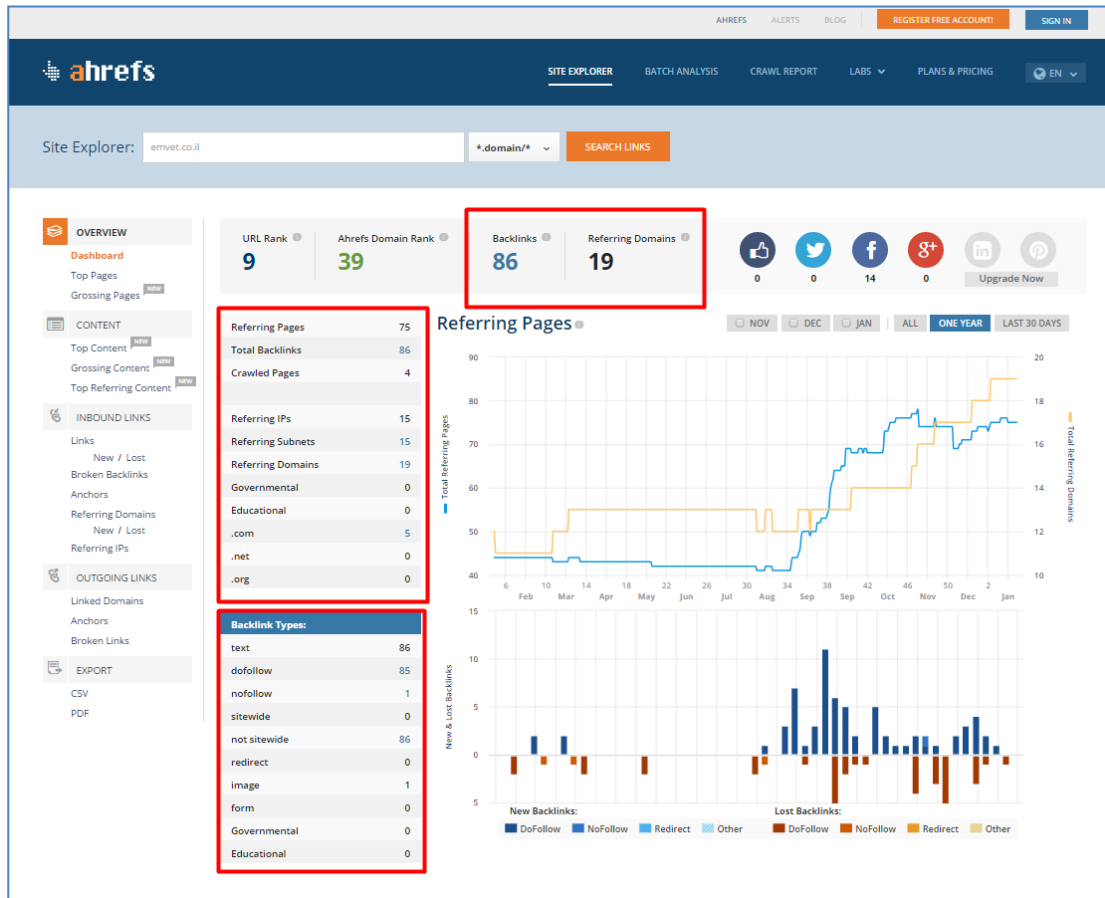 AHREFS ALERTS BLOG REGISTER FREE ACCOUNT! SIGN IN
ahrefs SITE EXPLORER BATCH ANALYSIS CRAWL REPORT LABS PLANS & PRICING EN
Site Explorer: emvet.co.il *.domain/* SEARCH LINKS
OVERVIEW
Dashboard
Top Pages
Grossing Pages NEW
CONTENT
Top Content NEW
Grossing Content NEW
Top Referring Content NEW
INBOUND LINKS
Links
New / Lost
Broken Backlinks
Anchors
Referring Domains
New / Lost
Referring IPs
OUTGOING LINKS
Linked Domains
Anchors
Broken Links
EXPORT
CSV
PDF
URL Rank Ahrefs Domain Rank Backlinks Referring Domains
9 39 86 19
f g+ in
0 0 14 0 Upgrade Now
Referring Pages 75
Total Backlinks 86
Crawled Pages 4
Referring IPs 15
Referring Subnets 15
Referring Domains 19
Governmental 0
Educational 0
.com 5
.net 0
.org 0
Backlink Types:
text 86
dofollow 85
nofollow 1
sitewide 0
not sitewide 86
redirect 0
image 1
form 0
Governmental 0
Educational 0
Referring Pages NOV DEC JAN ALL ONE YEAR LAST 30 DAYS
90 20
80 18
70 16
60 14
50 12
40 10
Total Referring Pages
Total Referring Domains
6 10 14 18 22 26 30 34 38 42 46 50 2
Feb Mar Apr May Jun Jul Aug Sep Sep Oct Nov Dec Jan
15
10
5
0
5
New & Lost Backlinks
New Backlinks: Lost Backlinks:
DoFollow NoFollow Redirect Other DoFollow NoFollow Redirect Other